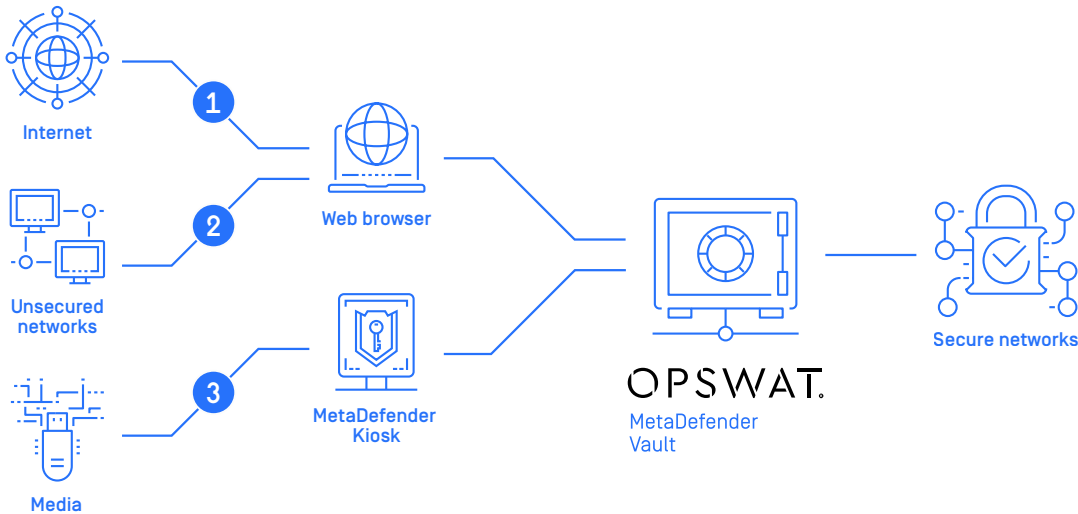 Internet
1
Web browser
2
Unsecured
networks
3
MetaDefender
Kiosk
Media
OPSWAT.
MetaDefender
Vault
Secure networks